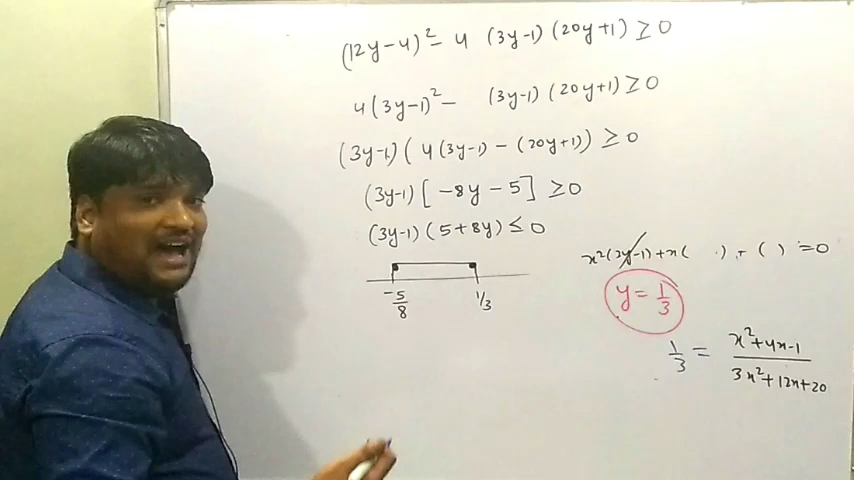 (12y-4)² - 4 (3y-1) (20y+1) ≥ 0
4(3y-1)² - (3y-1) (20y+1) ≥ 0
(3y-1) ( 4(3y-1) - (20y+1)) ≥ 0
(3y-1) [ -8y - 5] ≥ 0
(3y-1) (5+8y) ≤ 0
-5/8 1/3
x²(3y-1) + x( ) + ( ) = 0
y = 1/3
1/3 = x²+4x-1 / 3x²+12x+20